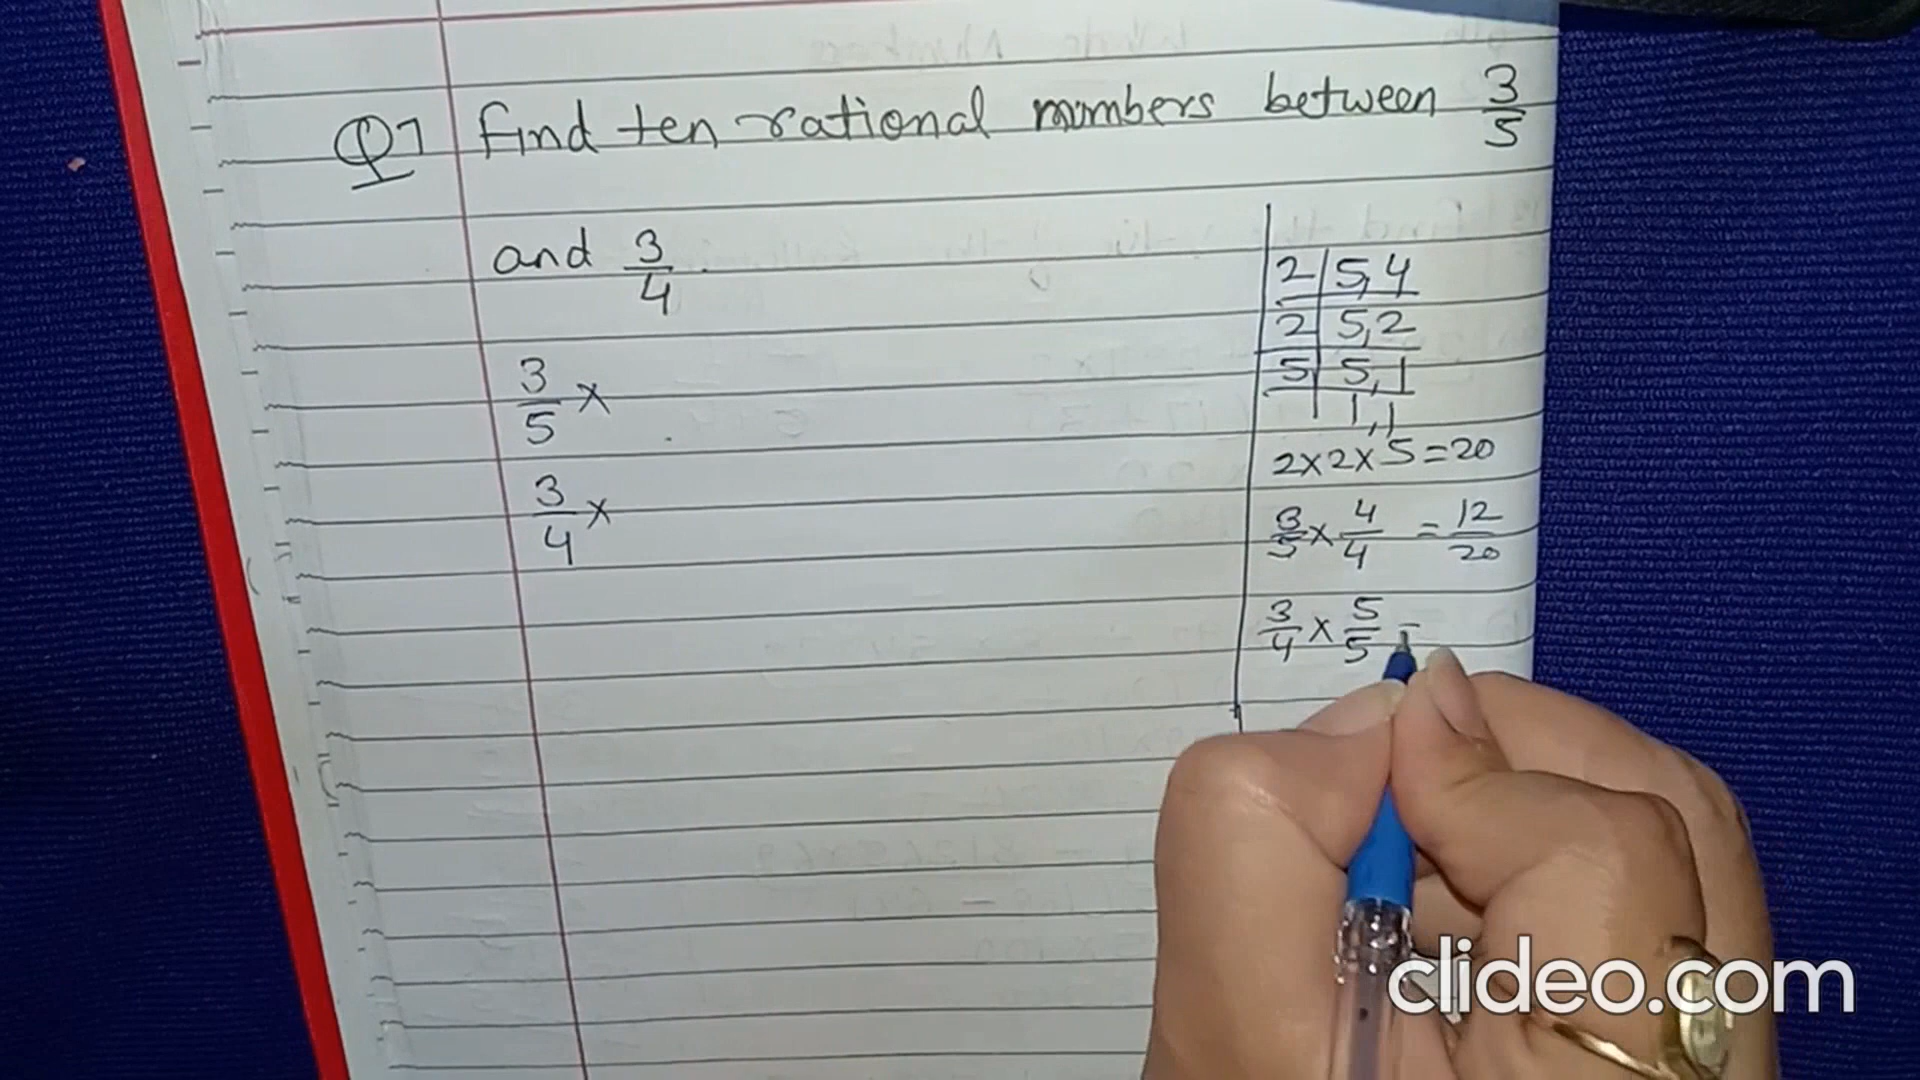 Q7 Find ten rational numbers between 3/5
and 3/4.
3/5 ×
3/4 ×
2 | 5, 4
2 | 5, 2
5 | 5, 1
| 1, 1
2×2×5=20
3/5 × 4/4 = 12/20
3/4 × 5/5 =
clideo.com